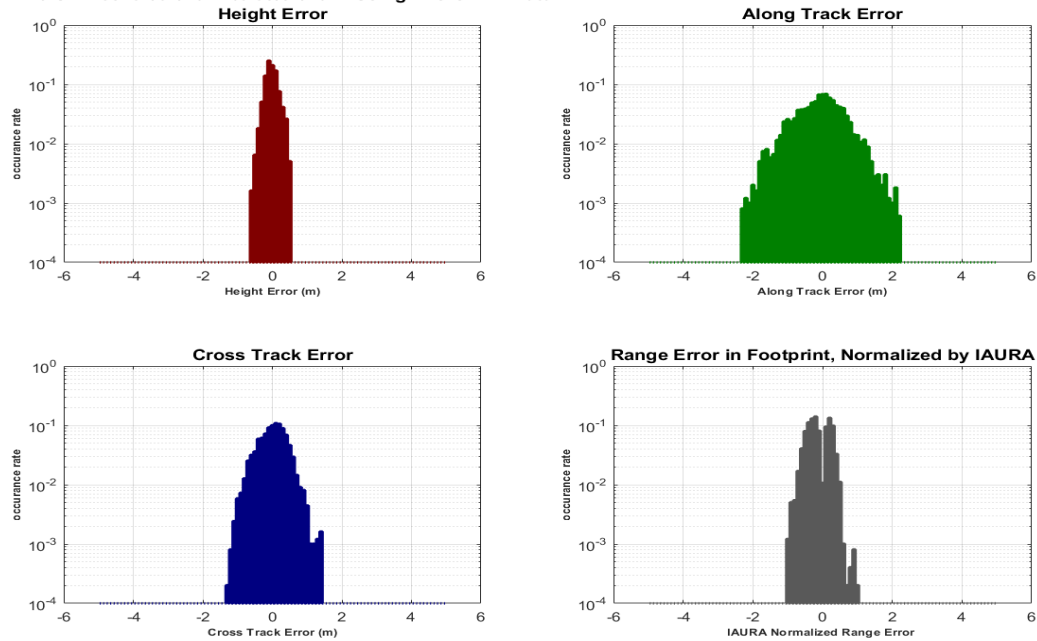 Height Error
10^0
10^-1
10^-2
10^-3
10^-4
occurance rate
-6 -4 -2 0 2 4 6
Height Error (m)
Along Track Error
10^0
10^-1
10^-2
10^-3
10^-4
occurance rate
-6 -4 -2 0 2 4 6
Along Track Error (m)
Cross Track Error
10^0
10^-1
10^-2
10^-3
10^-4
occurance rate
-6 -4 -2 0 2 4 6
Cross Track Error (m)
Range Error in Footprint, Normalized by IAURA
10^0
10^-1
10^-2
10^-3
10^-4
occurance rate
-6 -4 -2 0 2 4 6
IAURA Normalized Range Error